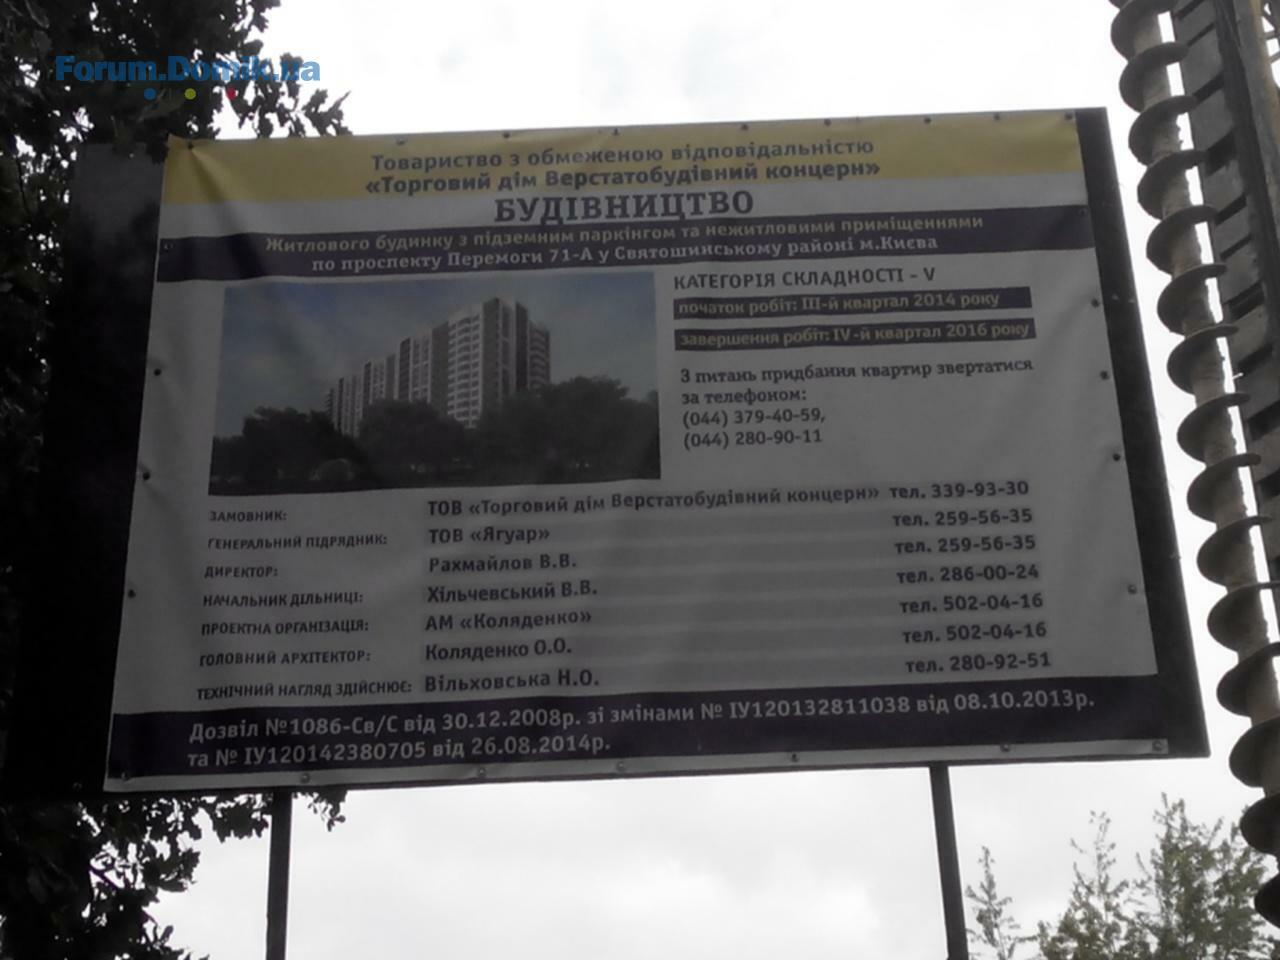 Forum.Domik.ua
Товариство з обмеженою відповідальністю
«Торговий дім Верстатобудівний концерн»
БУДІВНИЦТВО
Житлового будинку з підземним паркінгом та нежитловими приміщеннями
по проспекту Перемоги 71-А у Святошинському районі м.Києва
КАТЕГОРІЯ СКЛАДНОСТІ - V
початок робіт: III-й квартал 2014 року
завершення робіт: IV-й квартал 2016 року
З питань придбання квартир звертатися
за телефоном:
(044) 379-40-59,
(044) 280-90-11
ЗАМОВНИК: ТОВ «Торговий дім Верстатобудівний концерн» тел. 339-93-30
ГЕНЕРАЛЬНИЙ ПІДРЯДНИК: ТОВ «Ягуар» тел. 259-56-35
ДИРЕКТОР: Рахмайлов В.В. тел. 259-56-35
НАЧАЛЬНИК ДІЛЬНИЦІ: Хільчевський В.В. тел. 286-00-24
ПРОЕКТНА ОРГАНІЗАЦІЯ: АМ «Коляденко» тел. 502-04-16
ГОЛОВНИЙ АРХІТЕКТОР: Коляденко О.О. тел. 502-04-16
ТЕХНІЧНИЙ НАГЛЯД ЗДІЙСНЮЄ: Вільховська Н.О. тел. 280-92-51
Дозвіл №1086-Св/С від 30.12.2008р. зі змінами № ІУ120132811038 від 08.10.2013р.
та № ІУ120142380705 від 26.08.2014р.